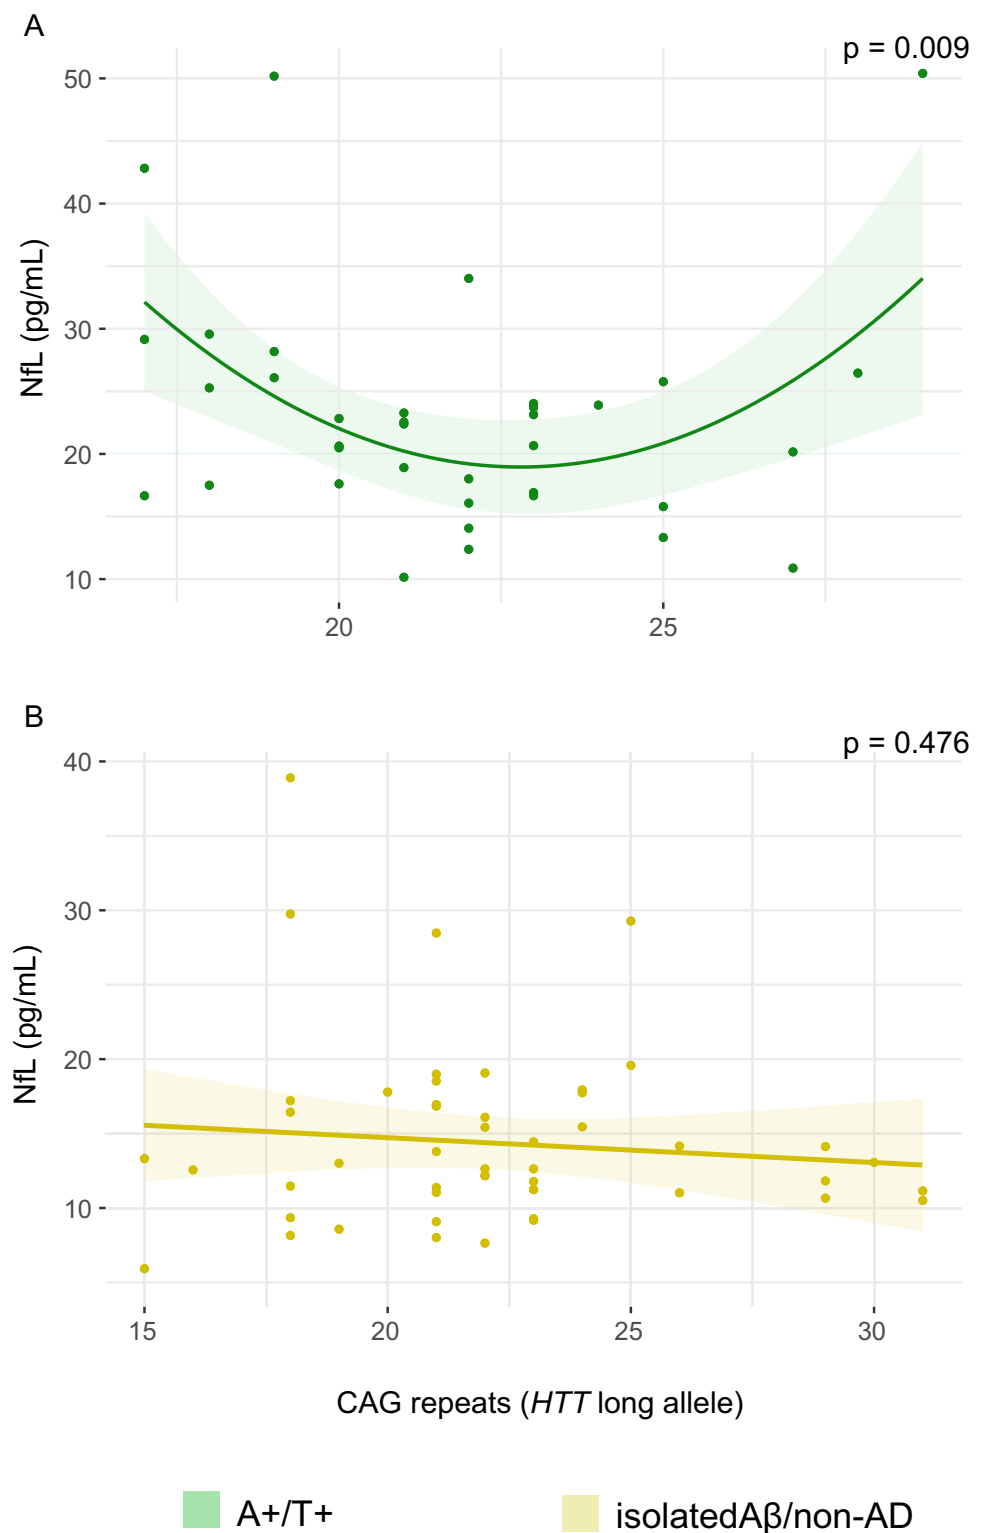 A
p = 0.009
NfL (pg/mL)
50
40
30
20
10
20 25
B
p = 0.476
NfL (pg/mL)
40
30
20
10
15 20 25 30
CAG repeats (HTT long allele)
A+/T+ isolatedAβ/non-AD